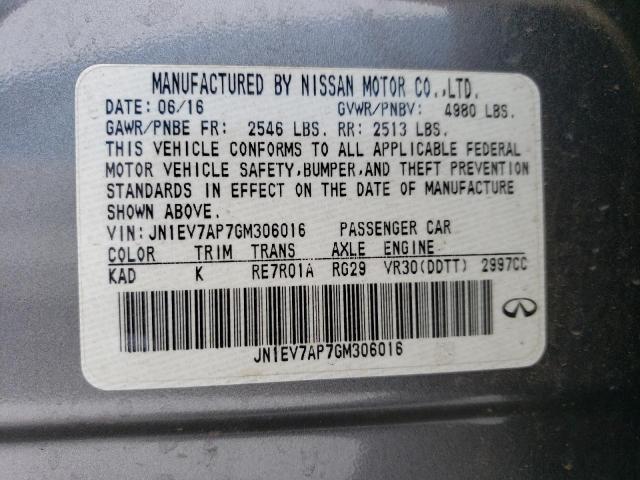 MANUFACTURED BY NISSAN MOTOR CO.,LTD.
DATE: 06/16 GVWR/PNBV: 4980 LBS.
GAWR/PNBE FR: 2546 LBS. RR: 2513 LBS.
THIS VEHICLE CONFORMS TO ALL APPLICABLE FEDERAL
MOTOR VEHICLE SAFETY,BUMPER,AND THEFT PREVENTION
STANDARDS IN EFFECT ON THE DATE OF MANUFACTURE
SHOWN ABOVE.
VIN:JN1EV7AP7GM306016 PASSENGER CAR
COLOR TRIM TRANS AXLE ENGINE
KAD K RE7R01A RG29 VR30(DDTT) 2997CC
JN1EV7AP7GM306016